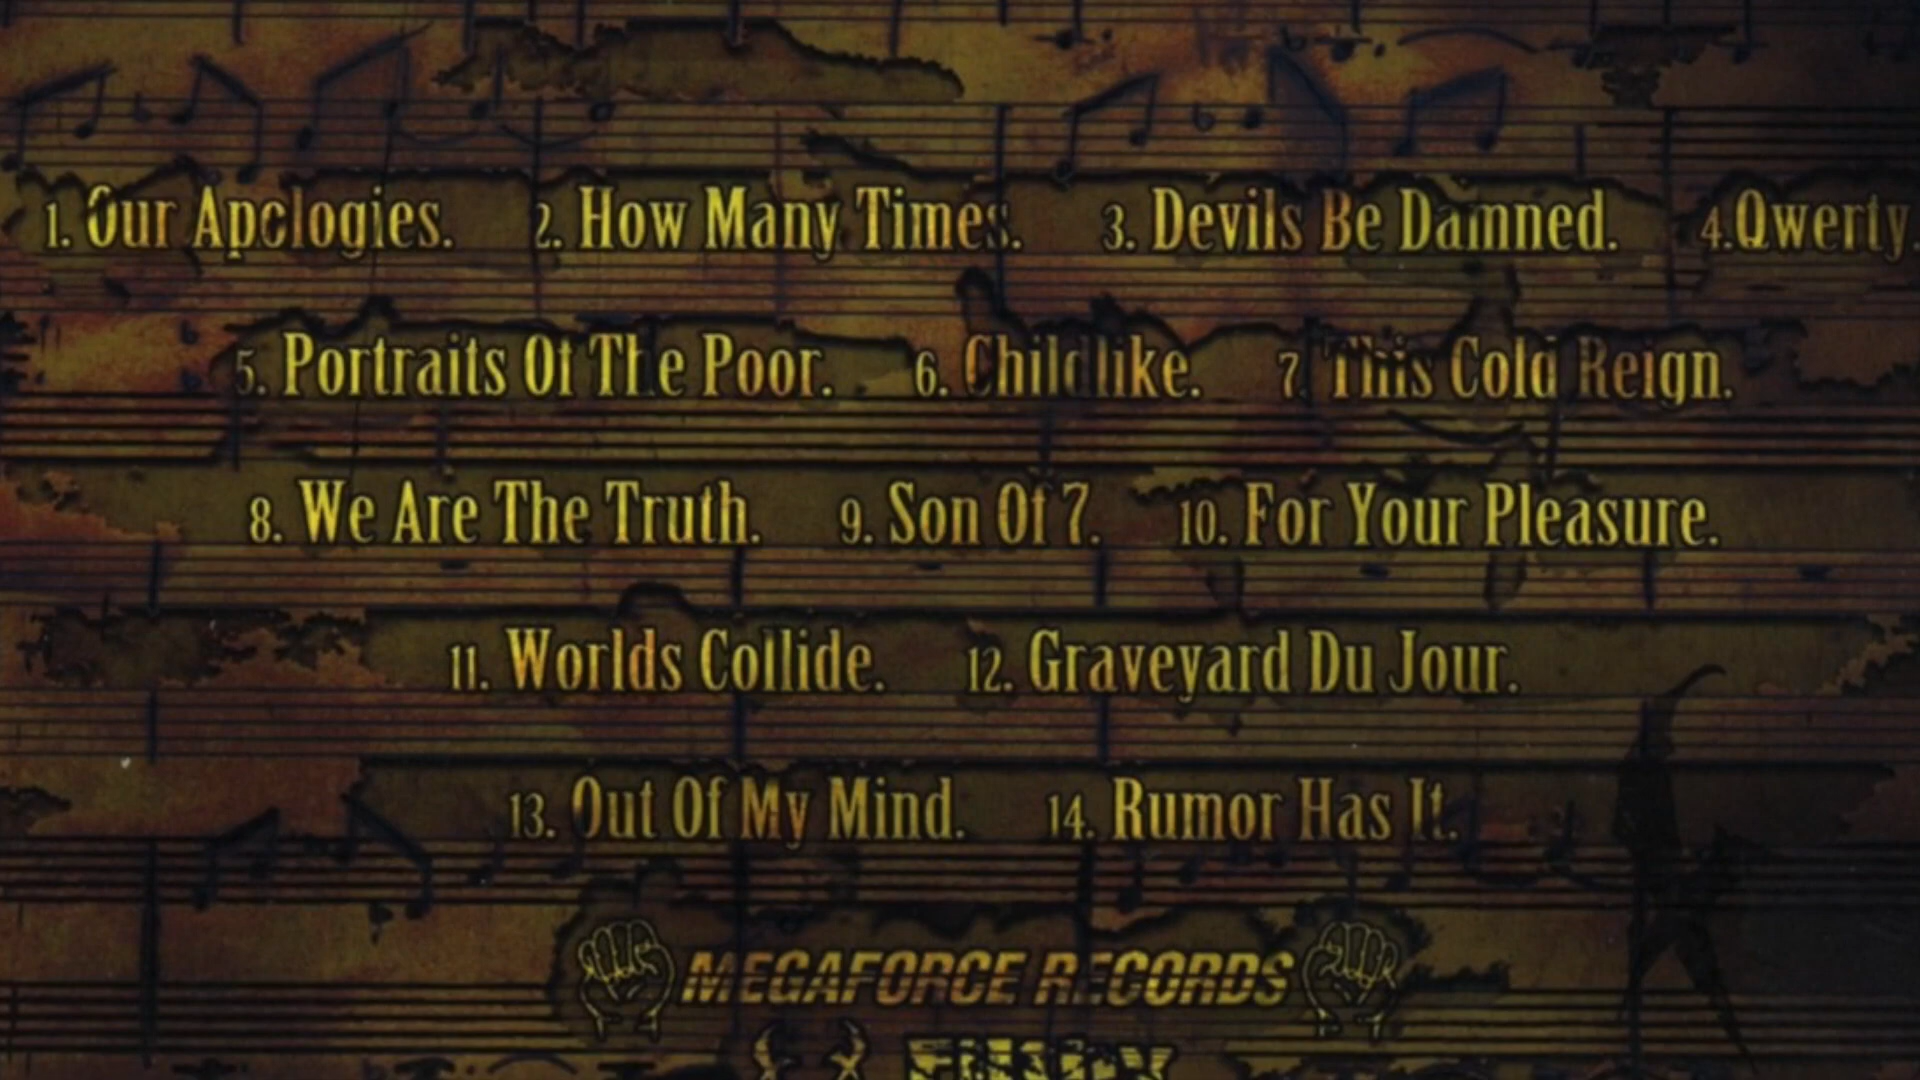 1. Our Apologies. 2. How Many Times. 3. Devils Be Damned. 4.Qwerty.
5. Portraits Of The Poor. 6. Childlike. 7. This Cold Reign.
8. We Are The Truth. 9. Son Of 7. 10. For Your Pleasure.
11. Worlds Collide. 12. Graveyard Du Jour.
13. Out Of My Mind. 14. Rumor Has It.
MEGAFORCE RECORDS